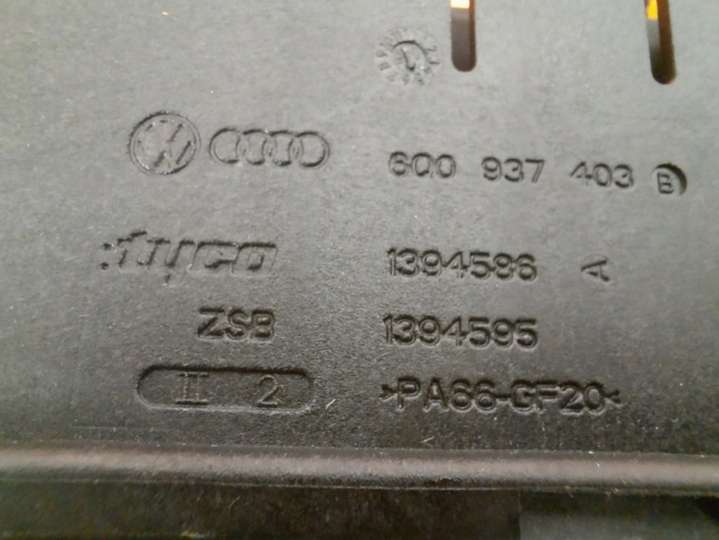 6Q0 937 403 B
tyco 1394586 A
ZSB 1394595
II 2 >PA66-GF20<